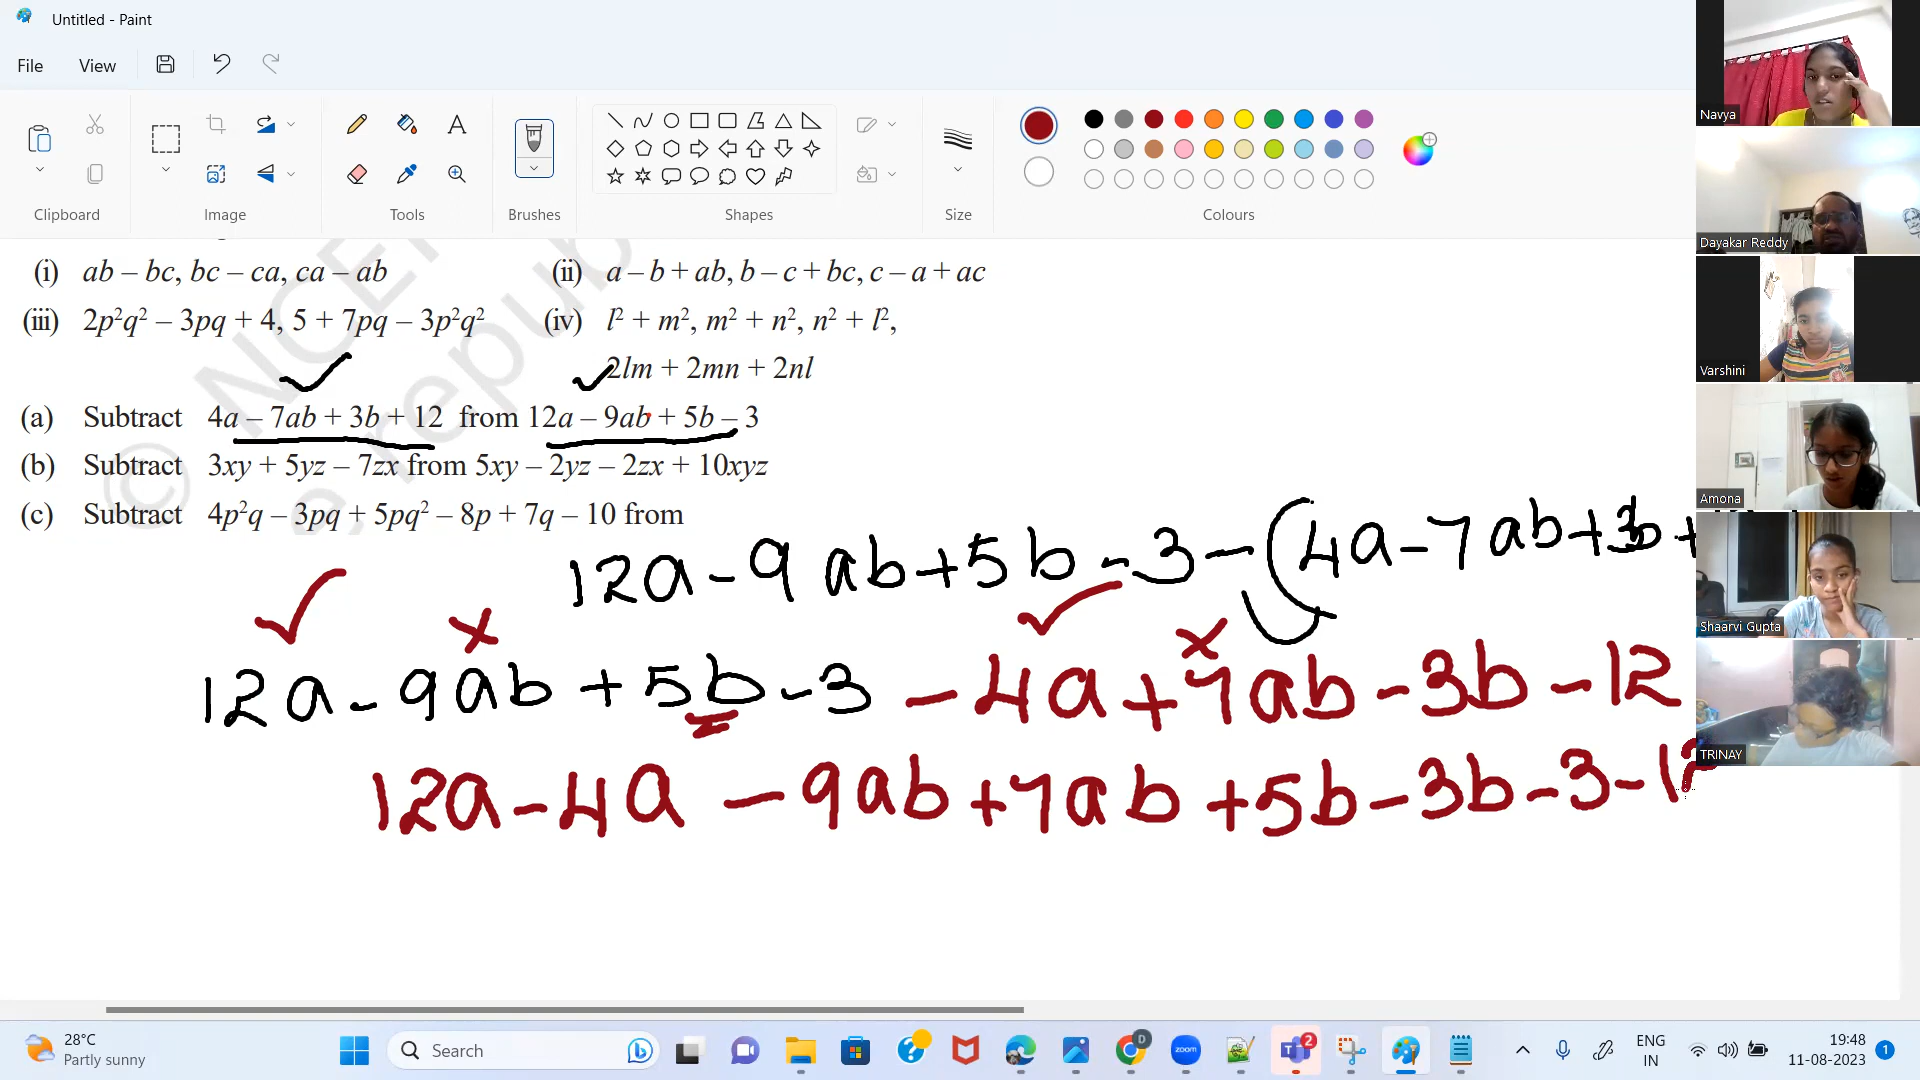 Untitled - Paint
File View
Clipboard Image Tools Brushes Shapes Size Colours
(i) ab – bc, bc – ca, ca – ab (ii) a – b + ab, b – c + bc, c – a + ac
(iii) 2p²q² – 3pq + 4, 5 + 7pq – 3p²q² (iv) l² + m², m² + n², n² + l²,
2lm + 2mn + 2nl
(a) Subtract 4a – 7ab + 3b + 12 from 12a – 9ab + 5b – 3
(b) Subtract 3xy + 5yz – 7zx from 5xy – 2yz – 2zx + 10xyz
(c) Subtract 4p²q – 3pq + 5pq² – 8p + 7q – 10 from
12a - 9ab + 5b - 3 - (4a - 7ab + 3b +
12a - 9ab + 5b - 3 - 4a + 7ab - 3b - 12
12a - 4a - 9ab + 7ab + 5b - 3b - 3 - 12
© NCE
e repub
Navya
Dayakar Reddy
Varshini
Amona
Shaarvi Gupta
TRINAY
28°C
Partly sunny
Search
zoom
D
2
ENG
IN
19:48
11-08-2023
1